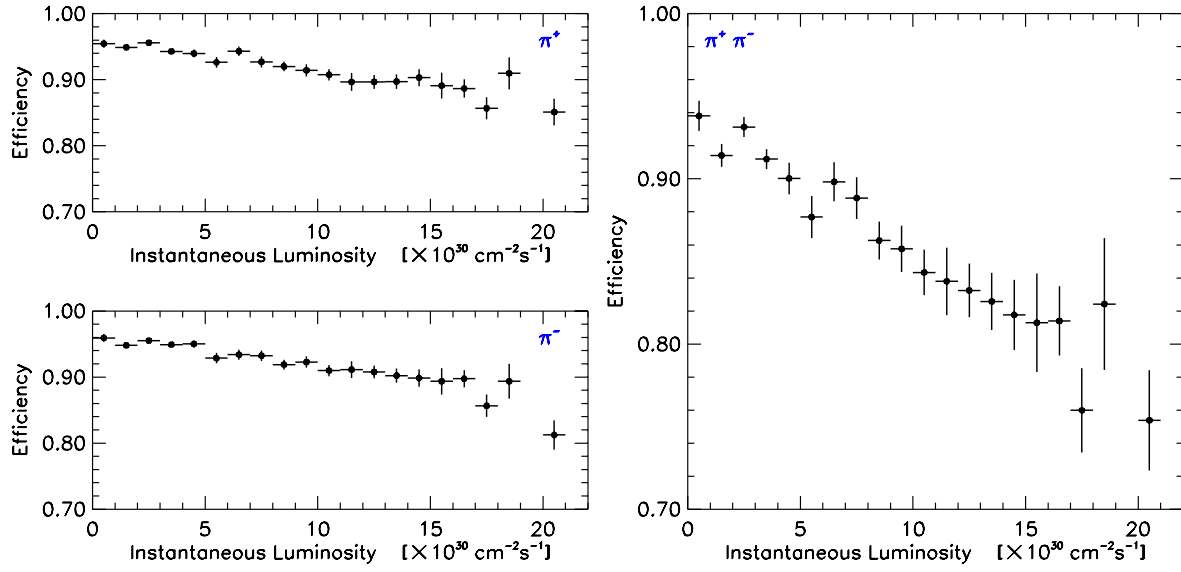 1.00
π⁺
0.90
0.80
0.70
Efficiency
0 5 10 15 20
Instantaneous Luminosity [×10³⁰ cm⁻²s⁻¹]
1.00
π⁻
0.90
0.80
0.70
Efficiency
0 5 10 15 20
Instantaneous Luminosity [×10³⁰ cm⁻²s⁻¹]
1.00
π⁺ π⁻
0.90
0.80
0.70
Efficiency
0 5 10 15 20
Instantaneous Luminosity [×10³⁰ cm⁻²s⁻¹]